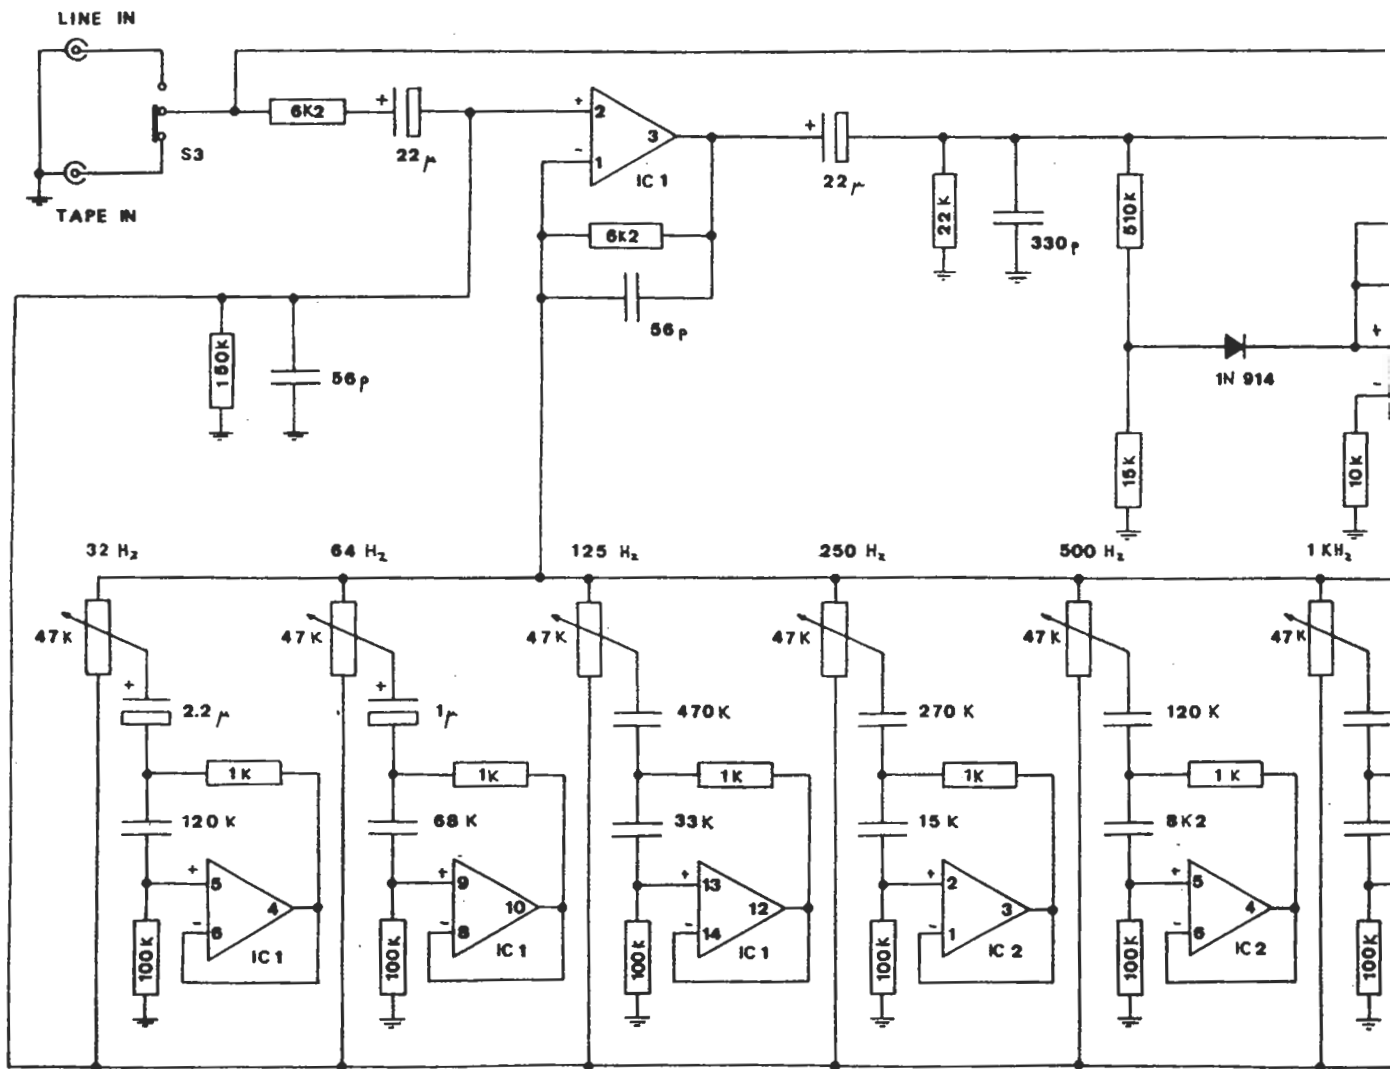 LINE IN
+
6K2
22μ
S3
TAPE IN
+
2
3
-
1
IC 1
6K2
56p
+
22μ
22K
330p
510k
150k
56p
1N 914
+
-
15k
10k
32 Hz
64 Hz
125 Hz
250 Hz
500 Hz
1 KHz
47K
47K
47K
47K
47K
47K
+
2.2μ
+
1μ
470K
270 K
120 K
1K
1K
1K
1K
1K
120 K
68 K
33K
15 K
8K2
+
5
4
-
6
IC 1
100k
+
9
10
-
8
IC 1
100k
+
13
12
-
14
IC 1
100k
+
2
3
-
1
IC 2
100k
+
5
4
-
6
IC 2
100k
100k